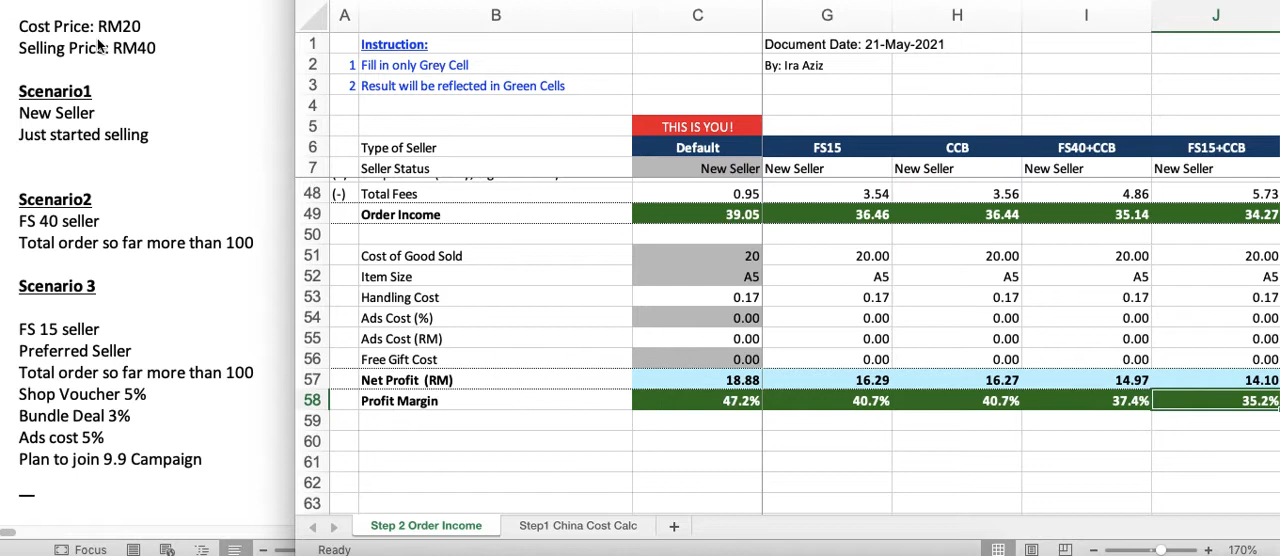 Cost Price: RM20
Selling Price: RM40
Scenario1
New Seller
Just started selling
Scenario2
FS 40 seller
Total order so far more than 100
Scenario 3
FS 15 seller
Preferred Seller
Total order so far more than 100
Shop Voucher 5%
Bundle Deal 3%
Ads cost 5%
Plan to join 9.9 Campaign
Focus
A B C G H I J
1 Instruction: Document Date: 21-May-2021
2 1 Fill in only Grey Cell By: Ira Aziz
3 2 Result will be reflected in Green Cells
4
5 THIS IS YOU!
6 Type of Seller Default FS15 CCB FS40+CCB FS15+CCB
7 Seller Status New Seller New Seller New Seller New Seller New Seller
48 (-) Total Fees 0.95 3.54 3.56 4.86 5.73
49 Order Income 39.05 36.46 36.44 35.14 34.27
50
51 Cost of Good Sold 20 20.00 20.00 20.00 20.00
52 Item Size A5 A5 A5 A5 A5
53 Handling Cost 0.17 0.17 0.17 0.17 0.17
54 Ads Cost (%) 0.00 0.00 0.00 0.00 0.00
55 Ads Cost (RM) 0.00 0.00 0.00 0.00 0.00
56 Free Gift Cost 0.00 0.00 0.00 0.00 0.00
57 Net Profit (RM) 18.88 16.29 16.27 14.97 14.10
58 Profit Margin 47.2% 40.7% 40.7% 37.4% 35.2%
59
60
61
62
63
Step 2 Order Income Step1 China Cost Calc +
Ready 170%